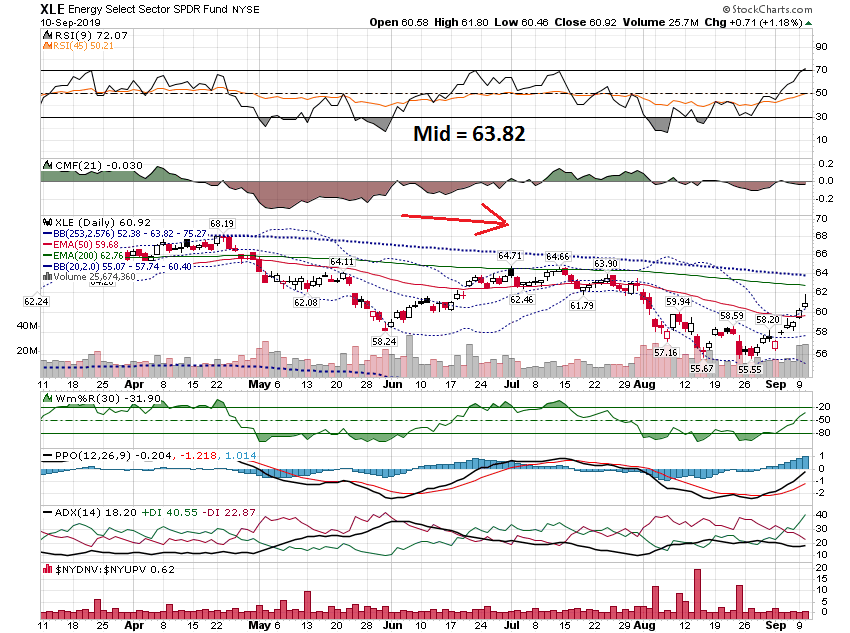 XLE Energy Select Sector SPDR Fund NYSE © StockCharts.com
10-Sep-2019 Open 60.58 High 61.80 Low 60.46 Close 60.92 Volume 25.7M Chg +0.71 (+1.18%)
RSI(9) 72.07
RSI(45) 50.21
90
70
50
30
10
Mid = 63.82
CMF(21) -0.030
0.2
0.0
-0.2
XLE (Daily) 60.92
BB(253,2.576) 52.38 - 63.82 - 75.27
EMA(50) 59.68
EMA(200) 62.76
BB(20,2.0) 55.07 - 57.74 - 60.40
Volume 25,674,360
64.20
62.24
68.19
62.08
64.11
58.24
64.71
62.46
64.66
61.79
63.90
57.16
59.94
55.67
58.59
55.55
58.20
70
68
66
64
62
60
58
56
40M
20M
11 18 25 Apr 8 15 22 May 6 13 20 28 Jun 10 17 24 Jul 8 15 22 29 Aug 12 19 26 Sep 9
Wm%R(30) -31.90
-20
-50
-80
PPO(12,26,9) -0.204, -1.218, 1.014
1
0
-1
-2
ADX(14) 18.20 +DI 40.55 -DI 22.87
40
30
20
10
$NYDNV:$NYUPV 0.62
20
15
10
5
0
11 18 25 Apr 8 15 22 May 6 13 20 28 Jun 10 17 24 Jul 8 15 22 29 Aug 12 19 26 Sep 9